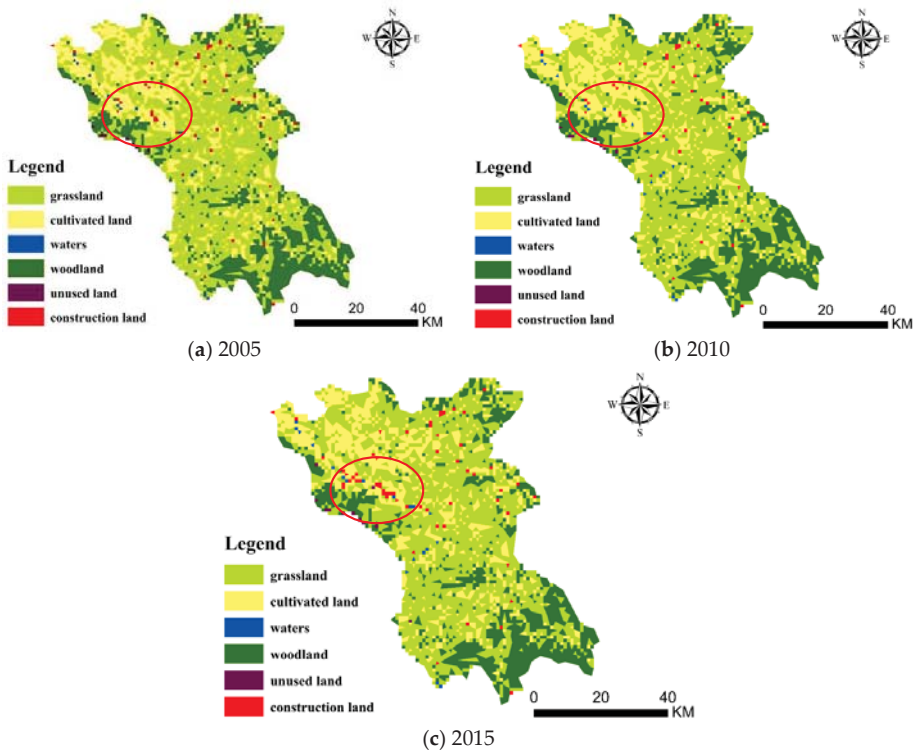 N
W E
S
Legend
grassland
cultivated land
waters
woodland
unused land
construction land
0 20 40
KM
(a) 2005
N
W E
S
Legend
grassland
cultivated land
waters
woodland
unused land
construction land
0 20 40
KM
(b) 2010
N
W E
S
Legend
grassland
cultivated land
waters
woodland
unused land
construction land
0 20 40
KM
(c) 2015